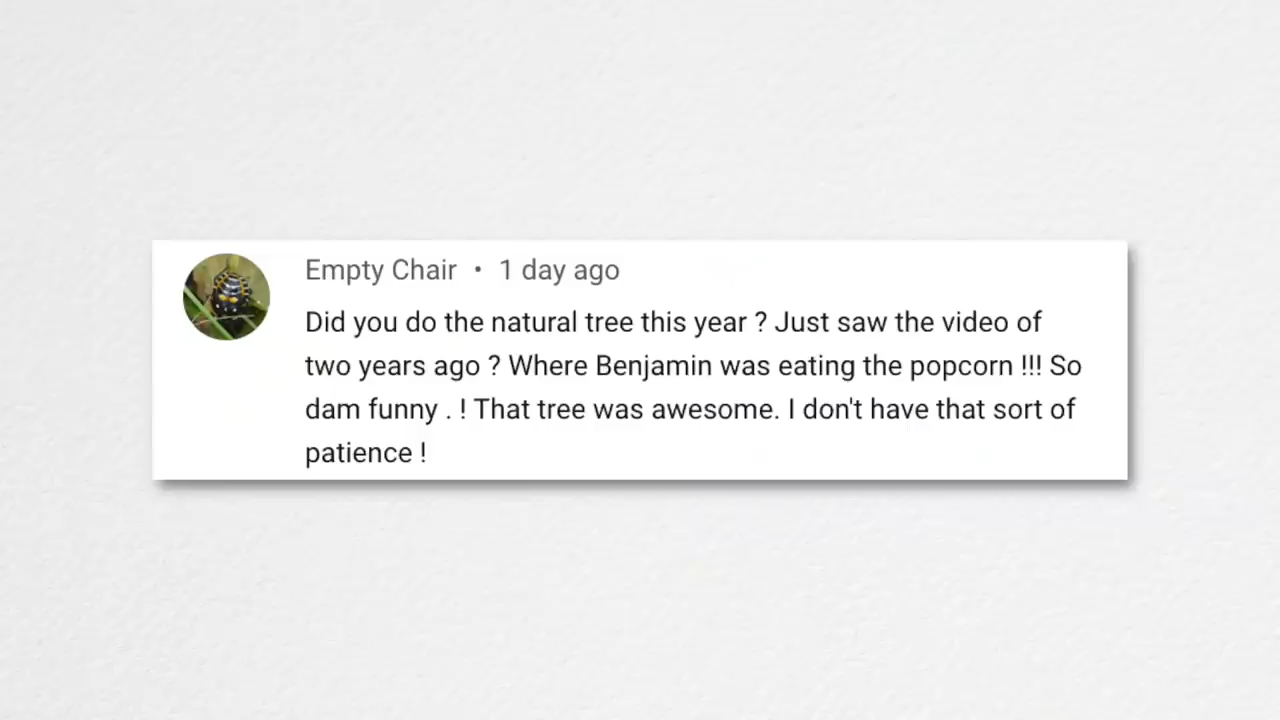 Empty Chair • 1 day ago
Did you do the natural tree this year ? Just saw the video of
two years ago ? Where Benjamin was eating the popcorn !!! So
dam funny . ! That tree was awesome. I don't have that sort of
patience !